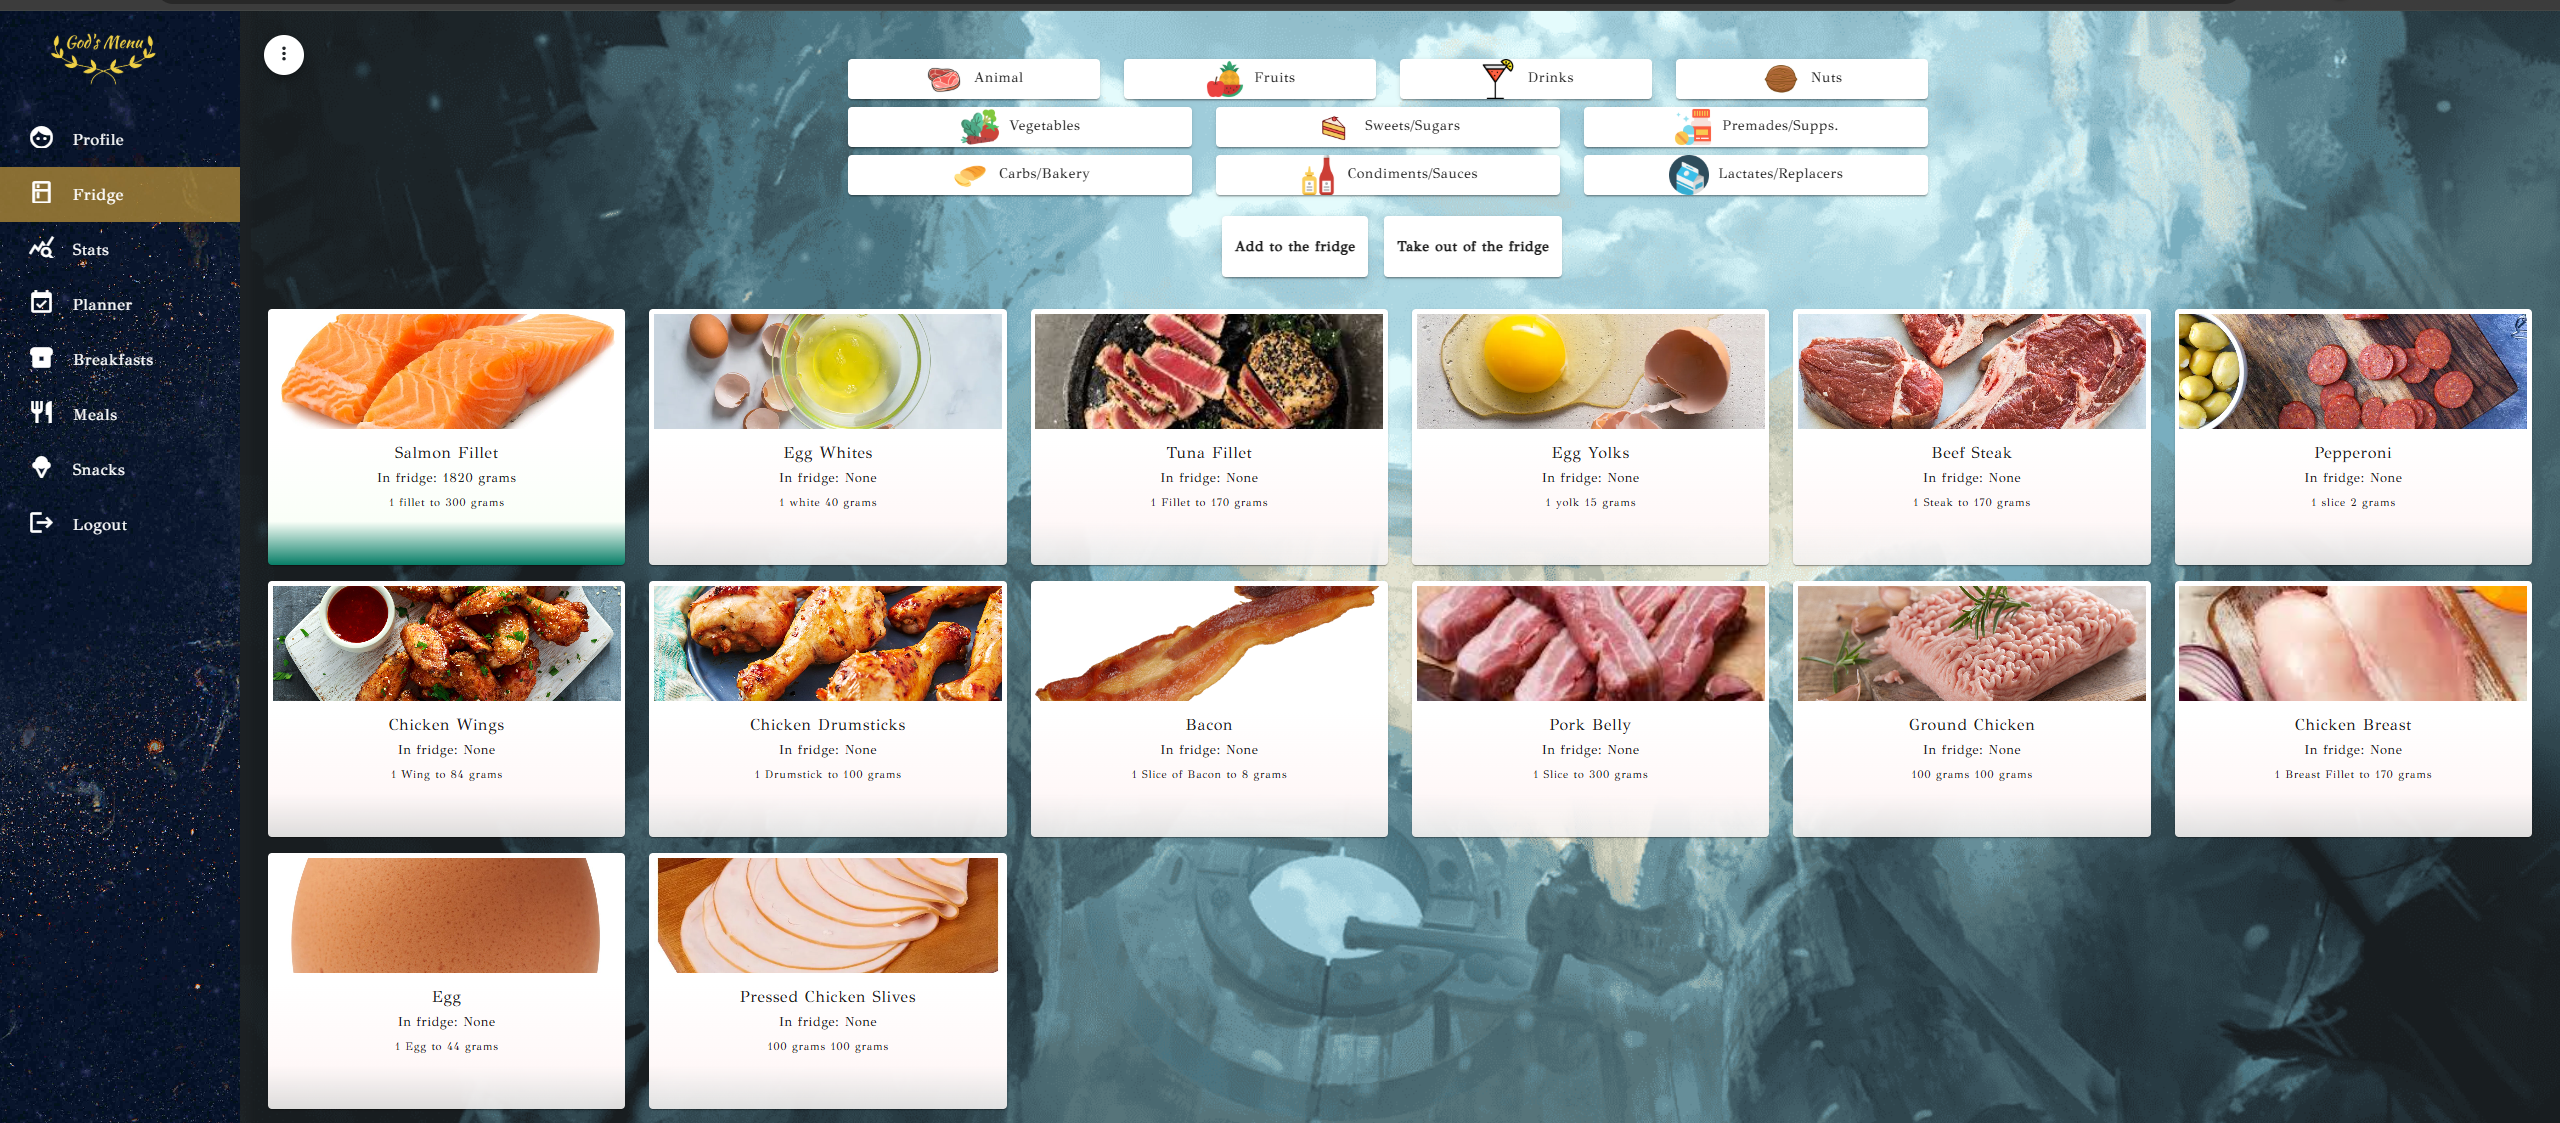 God's Menu
Profile
Fridge
Stats
Planner
Breakfasts
Meals
Snacks
Logout
Animal
Fruits
Drinks
Nuts
Vegetables
Sweets/Sugars
Premades/Supps.
Carbs/Bakery
Condiments/Sauces
Lactates/Replacers
Add to the fridge
Take out of the fridge
Salmon Fillet
In fridge: 1820 grams
1 fillet to 300 grams
Egg Whites
In fridge: None
1 white 40 grams
Tuna Fillet
In fridge: None
1 Fillet to 170 grams
Egg Yolks
In fridge: None
1 yolk 15 grams
Beef Steak
In fridge: None
1 Steak to 170 grams
Pepperoni
In fridge: None
1 slice 2 grams
Chicken Wings
In fridge: None
1 Wing to 84 grams
Chicken Drumsticks
In fridge: None
1 Drumstick to 100 grams
Bacon
In fridge: None
1 Slice of Bacon to 8 grams
Pork Belly
In fridge: None
1 Slice to 300 grams
Ground Chicken
In fridge: None
100 grams 100 grams
Chicken Breast
In fridge: None
1 Breast Fillet to 170 grams
Egg
In fridge: None
1 Egg to 44 grams
Pressed Chicken Slives
In fridge: None
100 grams 100 grams